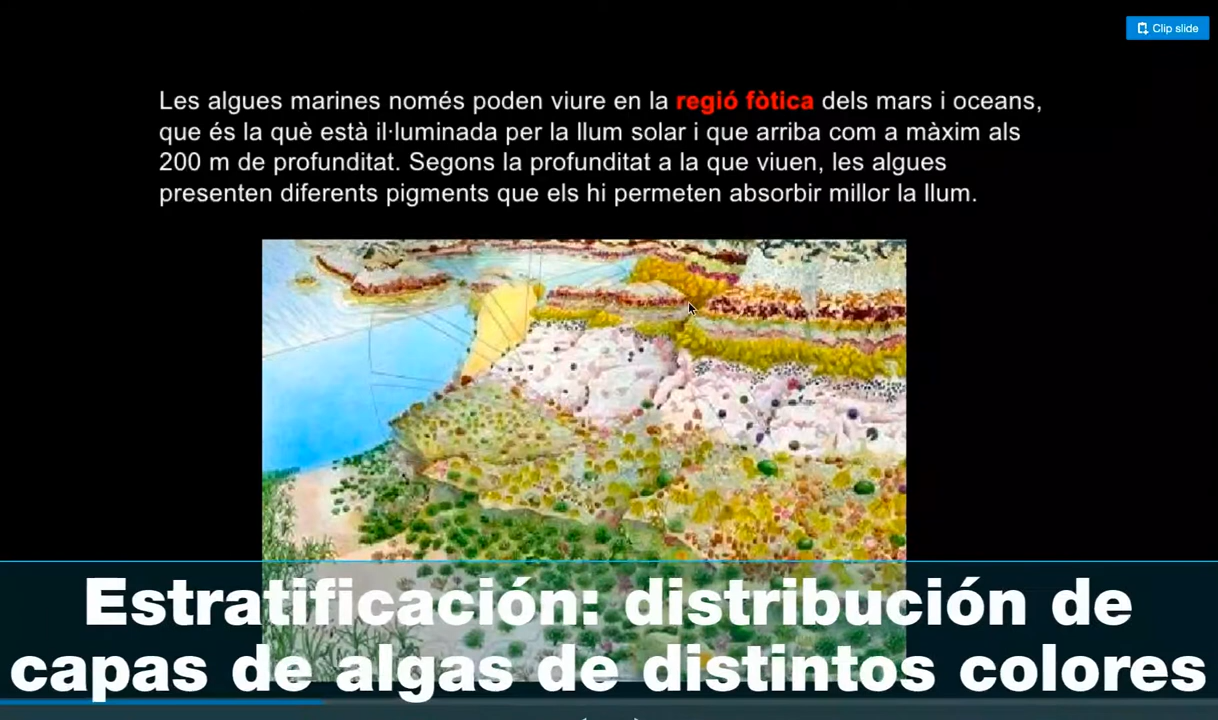 Clip slide
Les algues marines només poden viure en la regió fòtica dels mars i oceans,
que és la què està il·luminada per la llum solar i que arriba com a màxim als
200 m de profunditat. Segons la profunditat a la que viuen, les algues
presenten diferents pigments que els hi permeten absorbir millor la llum.
Estratificación: distribución de
capas de algas de distintos colores